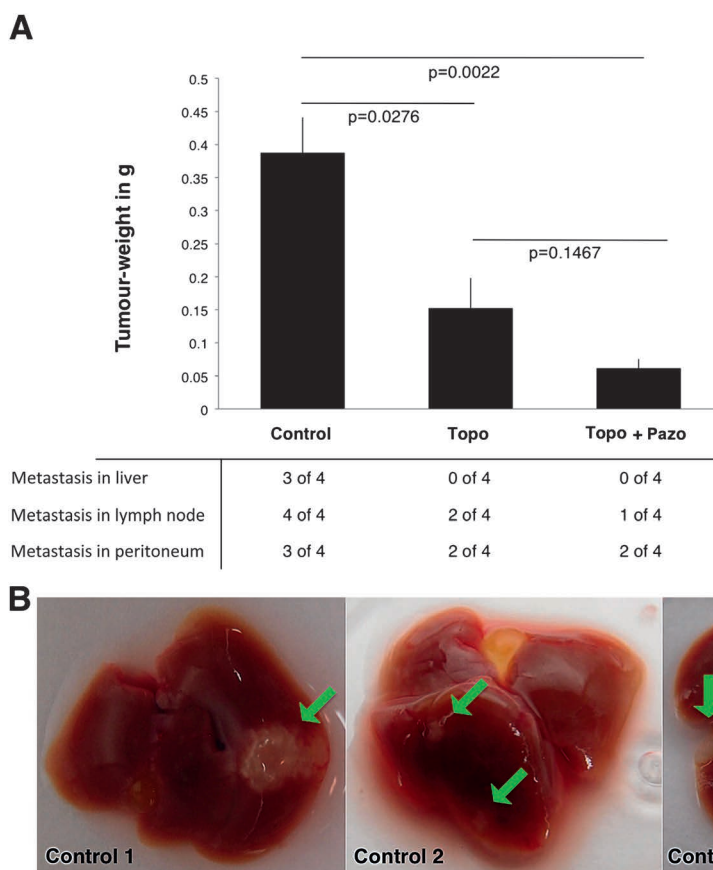 A
p=0.0022
p=0.0276
p=0.1467
Tumour-weight in g
0.5
0.45
0.4
0.35
0.3
0.25
0.2
0.15
0.1
0.05
0
Control Topo Topo + Pazo
Metastasis in liver 3 of 4 0 of 4 0 of 4
Metastasis in lymph node 4 of 4 2 of 4 1 of 4
Metastasis in peritoneum 3 of 4 2 of 4 2 of 4
B
Control 1 Control 2 Cont